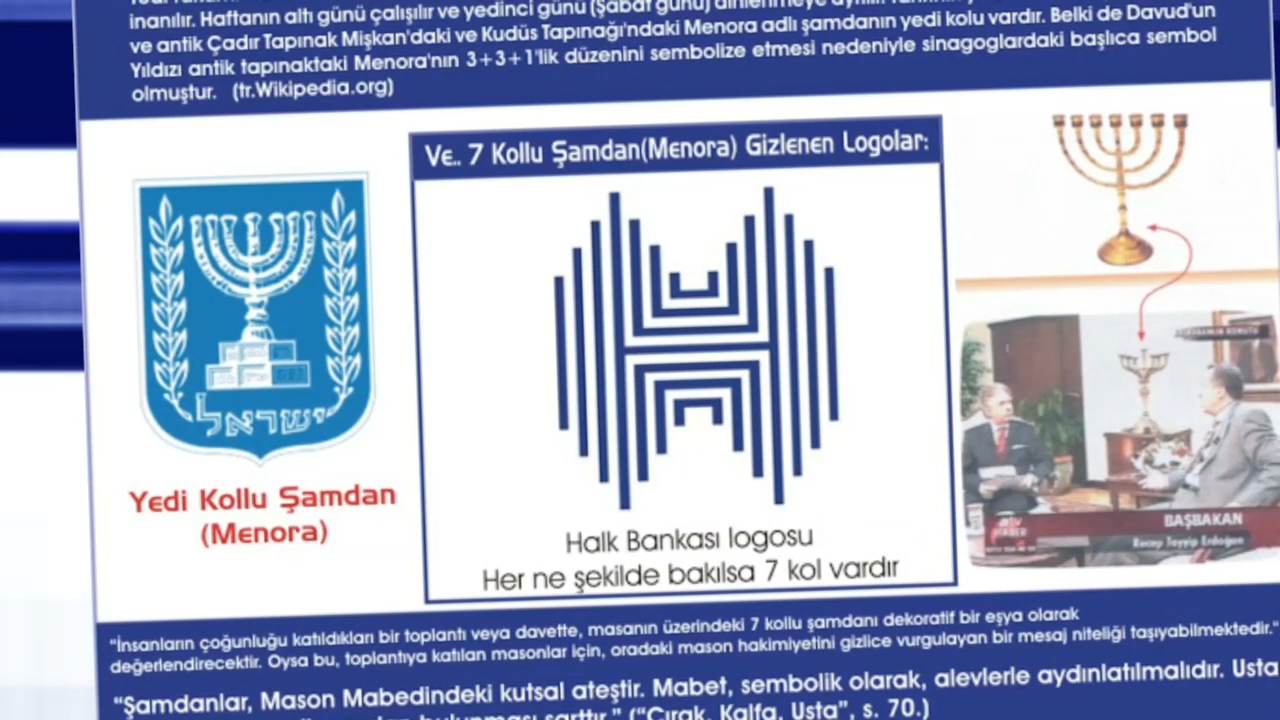 inanılır. Haftanın altı günü çalışılır ve yedinci günü (Şabat günü) dinlenmeye
ve antik Çadır Tapınak Mişkan'daki ve Kudüs Tapınağı'ndaki Menora adlı şamdanın yedi kolu vardır. Belki de Davud'un
Yıldızı antik tapınaktaki Menora'nın 3+3+1'lik düzenini sembolize etmesi nedeniyle sinagoglardaki başlıca sembol
olmuştur. (tr.Wikipedia.org)
Ve.. 7 Kollu Şamdan(Menora) Gizlenen Logolar:
ישראל
Yedi Kollu Şamdan
(Menora)
Halk Bankası logosu
Her ne şekilde bakılsa 7 kol vardır
BAŞBAKAN
Recep Tayyip Erdoğan
HABER
“İnsanların çoğunluğu katıldıkları bir toplantı veya davette, masanın üzerindeki 7 kollu şamdanı dekoratif bir eşya olarak
değerlendirecektir. Oysa bu, toplantıya katılan masonlar için, oradaki mason hakimiyetini gizlice vurgulayan bir mesaj niteliği taşıyabilmektedir.“
“Şamdanlar, Mason Mabedindeki kutsal ateştir. Mabet, sembolik olarak, alevlerle aydınlatılmalıdır. Usta
bulunması şarttır.” (“Çırak, Kalfa, Usta”, s. 70.)